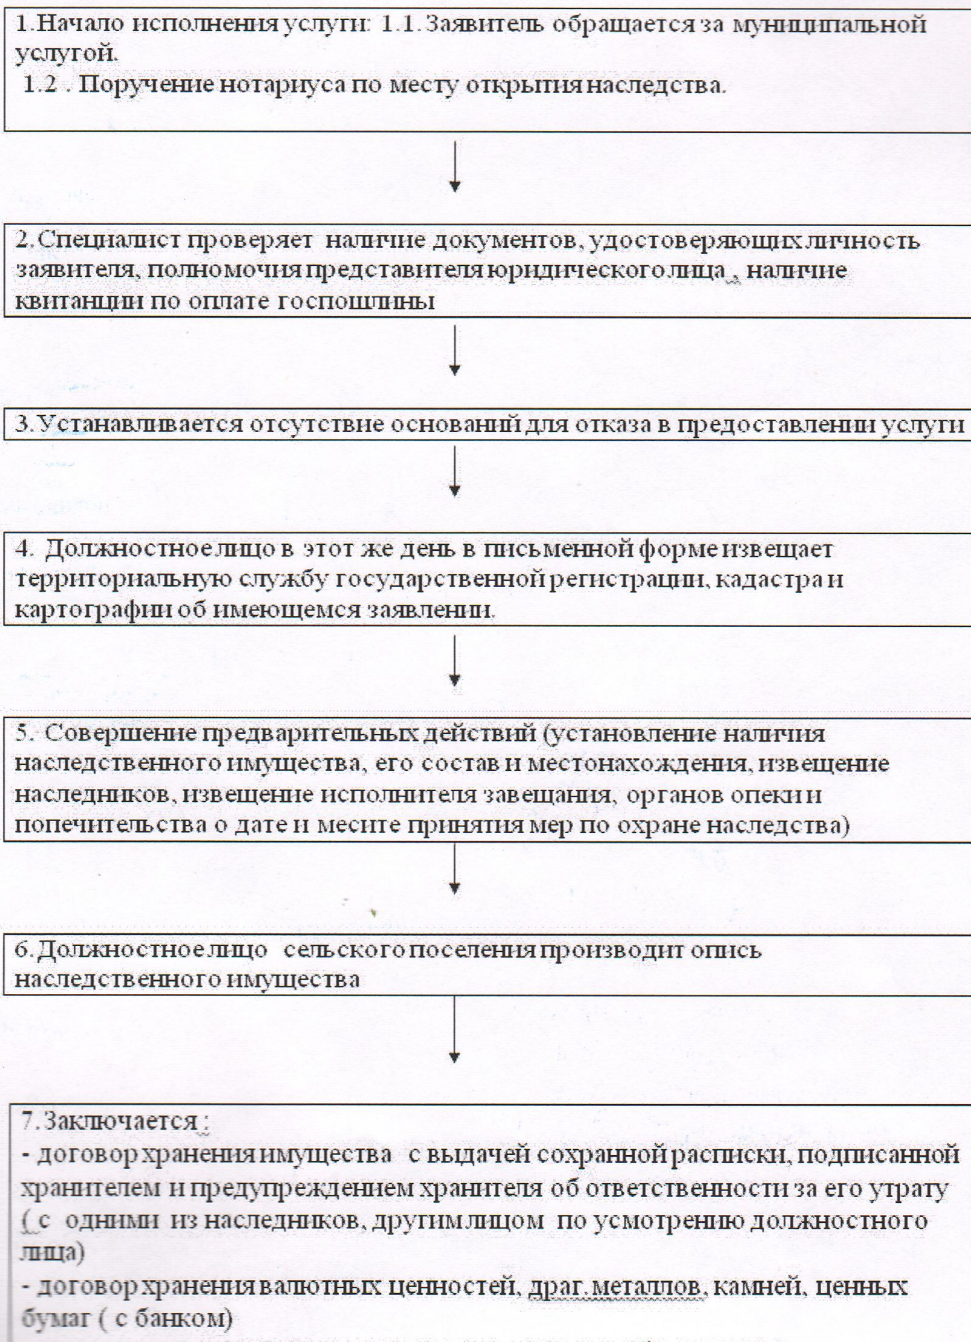 1.Начало исполнения услуги: 1.1.Заявитель обращается за муниципальной
услугой.
1.2 . Поручение нотариуса по месту открытия наследства.
2.Специалист проверяет наличие документов, удостоверяющих личность
заявителя, полномочия представителя юридического лица , наличие
квитанции по оплате госпошлины
3.Устанавливается отсутствие оснований для отказа в предоставлении услуги
4. Должностное лицо в этот же день в письменной форме извещает
территориальную службу государственной регистрации, кадастра и
картографии об имеющемся заявлении.
5. Совершение предварительных действий (установление наличия
наследственного имущества, его состав и местонахождения, извещение
наследников, извещение исполнителя завещания, органов опеки и
попечительства о дате и месите принятия мер по охране наследства)
6.Должностное лицо сельского поселения производит опись
наследственного имущества
7.Заключается :
- договор хранения имущества с выдачей сохранной расписки, подписанной
хранителем и предупреждением хранителя об ответственности за его утрату
( с одними из наследников, другим лицом по усмотрению должностного
лица)
- договор хранения валютных ценностей, драг.металлов, камней, ценных
бумаг ( с банком)